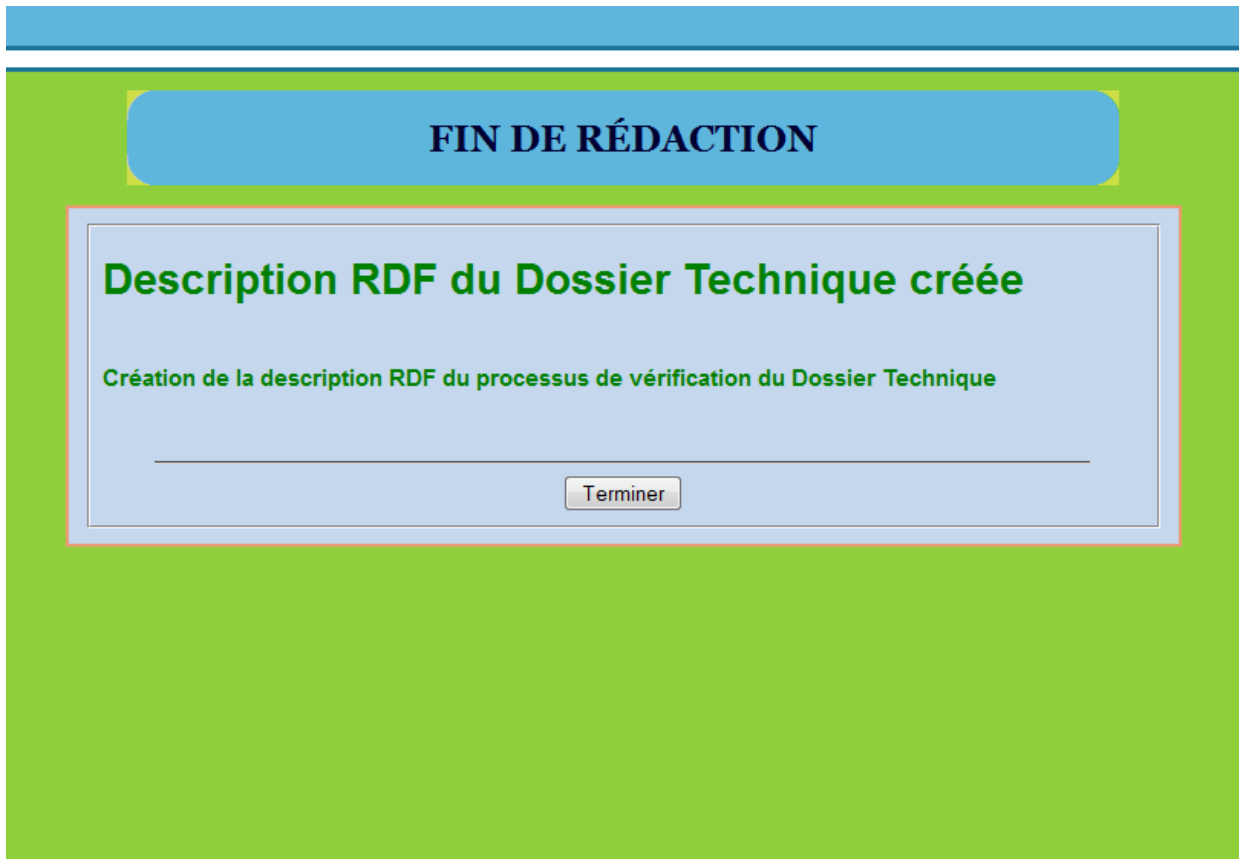 FIN DE RÉDACTION
Description RDF du Dossier Technique créée
Création de la description RDF du processus de vérification du Dossier Technique
Terminer